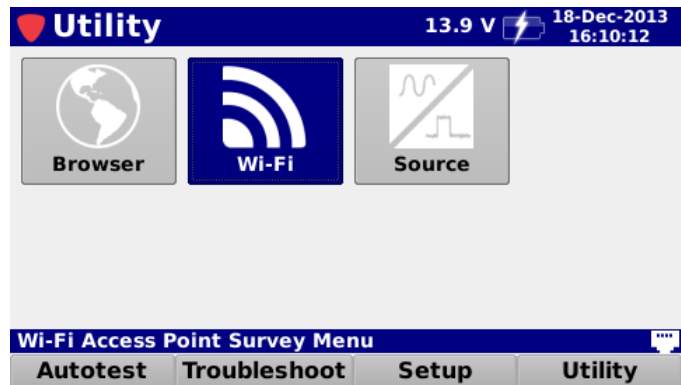 Utility
13.9 V
18-Dec-2013
16:10:12
Browser
Wi-Fi
Source
Wi-Fi Access Point Survey Menu
Autotest
Troubleshoot
Setup
Utility